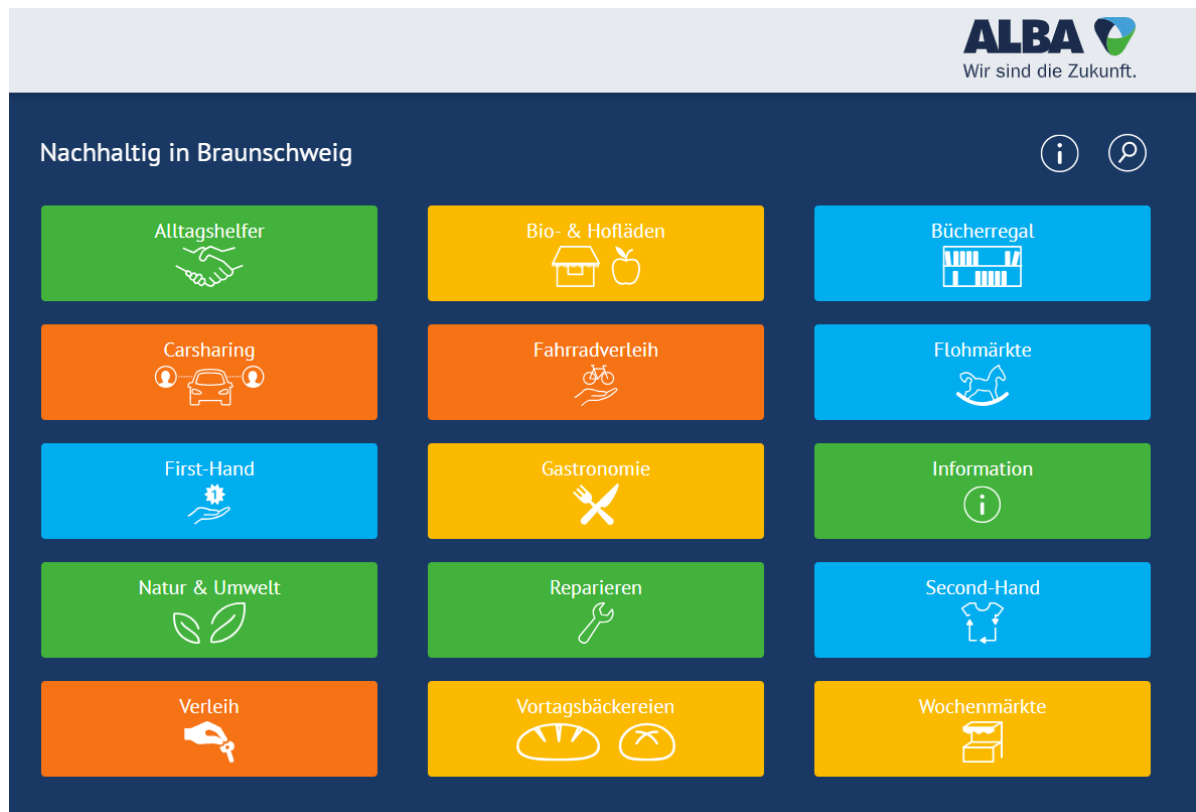 ALBA
Wir sind die Zukunft.
Nachhaltig in Braunschweig
Alltagshelfer
Bio- & Hofläden
Bücherregal
Carsharing
Fahrradverleih
Flohmärkte
First-Hand
1
Gastronomie
Information
Natur & Umwelt
Reparieren
Second-Hand
Verleih
Vortagsbäckereien
Wochenmärkte